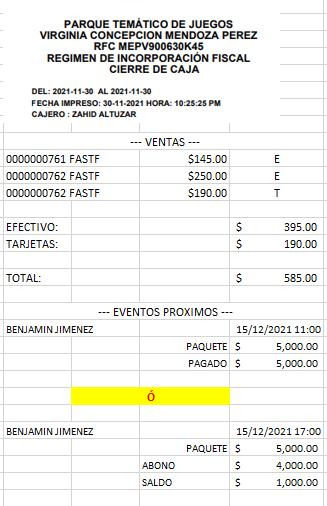 PARQUE TEMÁTICO DE JUEGOS
VIRGINIA CONCEPCION MENDOZA PEREZ
RFC MEPV900630K45
REGIMEN DE INCORPORACIÓN FISCAL
CIERRE DE CAJA
DEL: 2021-11-30 AL 2021-11-30
FECHA IMPRESO: 30-11-2021 HORA: 10:25:25 PM
CAJERO : ZAHID ALTUZAR
--- VENTAS ---
0000000761 FASTF $145.00 E
0000000762 FASTF $250.00 E
0000000762 FASTF $190.00 T
EFECTIVO: $ 395.00
TARJETAS: $ 190.00
TOTAL: $ 585.00
--- EVENTOS PROXIMOS ---
BENJAMIN JIMENEZ 15/12/2021 11:00
PAQUETE $ 5,000.00
PAGADO $ 5,000.00
Ó
BENJAMIN JIMENEZ 15/12/2021 17:00
PAQUETE $ 5,000.00
ABONO $ 4,000.00
SALDO $ 1,000.00